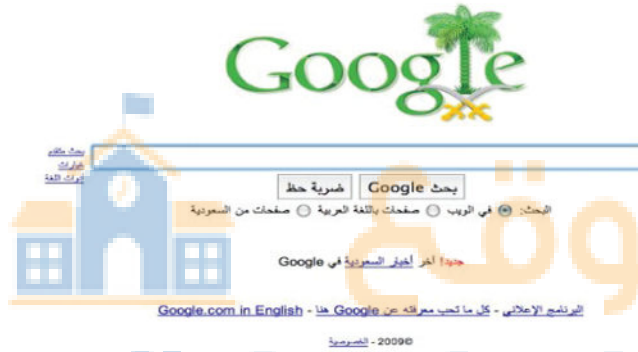 Google
بحث متقدم
خيارات
أدوات اللغة
بحث Google ضربة حظ
البحث: في الويب صفحات باللغة العربية صفحات من السعودية
جديد! آخر أخبار السعودية في Google
البرنامج الإعلاني - كل ما تحب معرفته عن Google هنا - Google.com in English
©2009 - الخصوصية